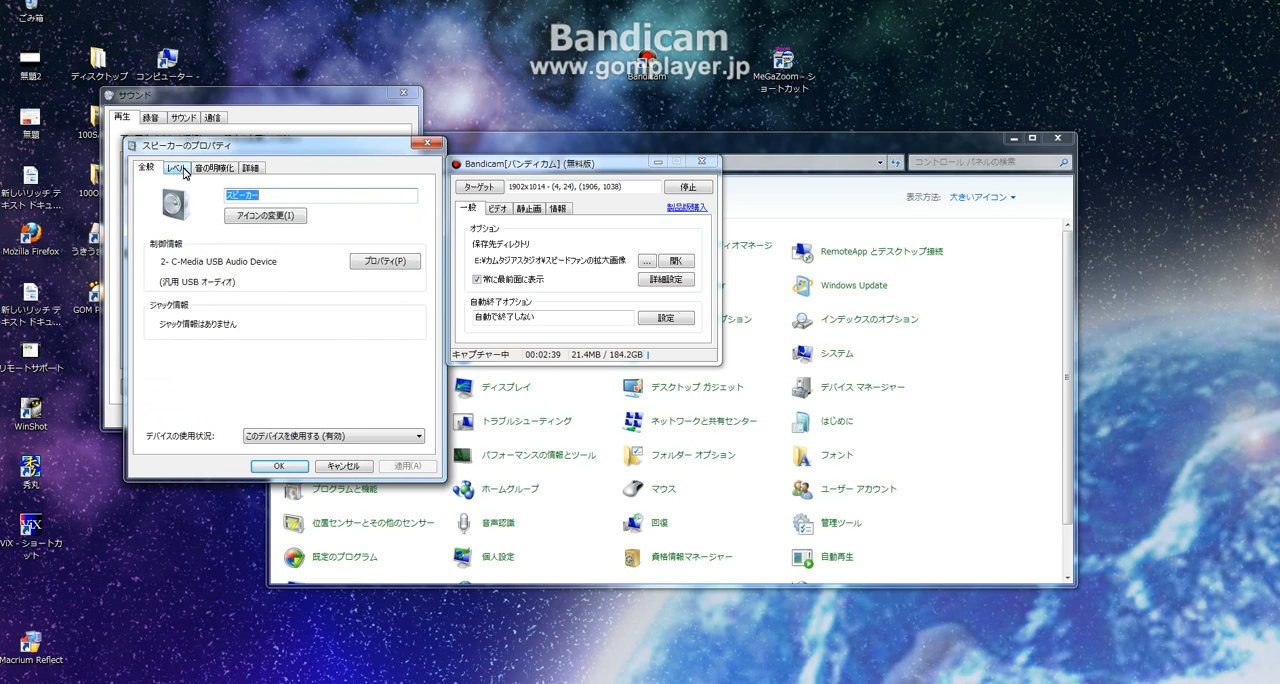 Bandicam
www.gomplayer.jp
ごみ箱
無題2
ディスクトップ
コンピューター -
Bandicam
MeGaZoom - シ
ョートカット
無題
新しいリッチ テ
キスト ドキュ...
Mozilla Firefox
新しいリッチ テ
キスト ドキュ...
GOM P
リモートサポート
WinShot
秀丸
ViX - ショートカ
ット
Macrium Reflect
サウンド
再生 録音 サウンド 通信
スピーカーのプロパティ
全般 レベル 音の明瞭化 詳細
スピーカー
アイコンの変更(I)
制御情報
2- C-Media USB Audio Device
プロパティ(P)
(汎用 USB オーディオ)
ジャック情報
ジャック情報はありません
デバイスの使用状況:
このデバイスを使用する (有効)
OK キャンセル 適用(A)
Bandicam[バンディカム] (無料版)
ターゲット 1902x1014 - (4, 24), (1906, 1038) 停止
一般 ビデオ 静止画 情報
製品版購入
オプション
保存先ディレクトリ
E:¥カムタジアスタジオ¥スピードファンの拡大画像 ... 開く
常に最前面に表示 詳細設定
自動終了オプション
自動で終了しない 設定
キャプチャー中 00:02:39 21.4MB / 184.2GB
コントロール パネルの検索
表示方法: 大きいアイコン
ィオマネージ
RemoteApp とデスクトップ接続
Windows Update
プション
インデックスのオプション
システム
ディスプレイ
デスクトップ ガジェット
デバイス マネージャー
トラブルシューティング
ネットワークと共有センター
はじめに
パフォーマンスの情報とツール
フォルダー オプション
フォント
プログラムと機能
ホームグループ
マウス
ユーザー アカウント
位置センサーとその他のセンサー
音声認識
回復
管理ツール
既定のプログラム
個人設定
資格情報マネージャー
自動再生